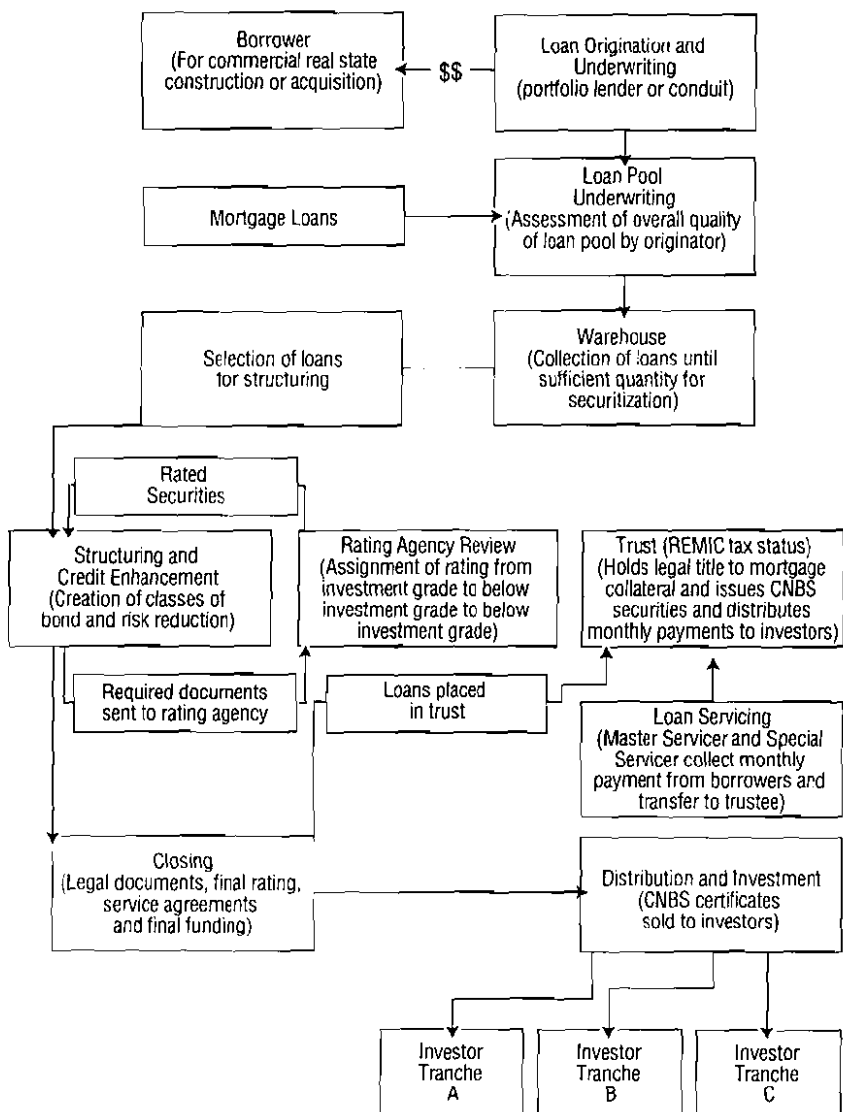 Borrower
(For commercial real state
construction or acquisition)
$$
Loan Origination and
Underwriting
(portfolio lender or conduit)
Mortgage Loans
Loan Pool
Underwriting
(Assessment of overall quality
of loan pool by originator)
Selection of loans
for structuring
Warehouse
(Collection of loans until
sufficient quantity for
securitization)
Rated
Securities
Structuring and
Credit Enhancement
(Creation of classes of
bond and risk reduction)
Rating Agency Review
(Assignment of rating from
investment grade to below
investment grade to below
investment grade)
Trust (REMIC tax status)
(Holds legal title to mortgage
collateral and issues CNBS
securities and distributes
monthly payments to investors)
Required documents
sent to rating agency
Loans placed
in trust
Loan Servicing
(Master Servicer and Special
Servicer collect monthly
payment from borrowers and
transfer to trustee)
Closing
(Legal documents, final rating,
service agreements
and final funding)
Distribution and Investment
(CNBS certificates
sold to investors)
Investor
Tranche
A
Investor
Tranche
B
Investor
Tranche
C